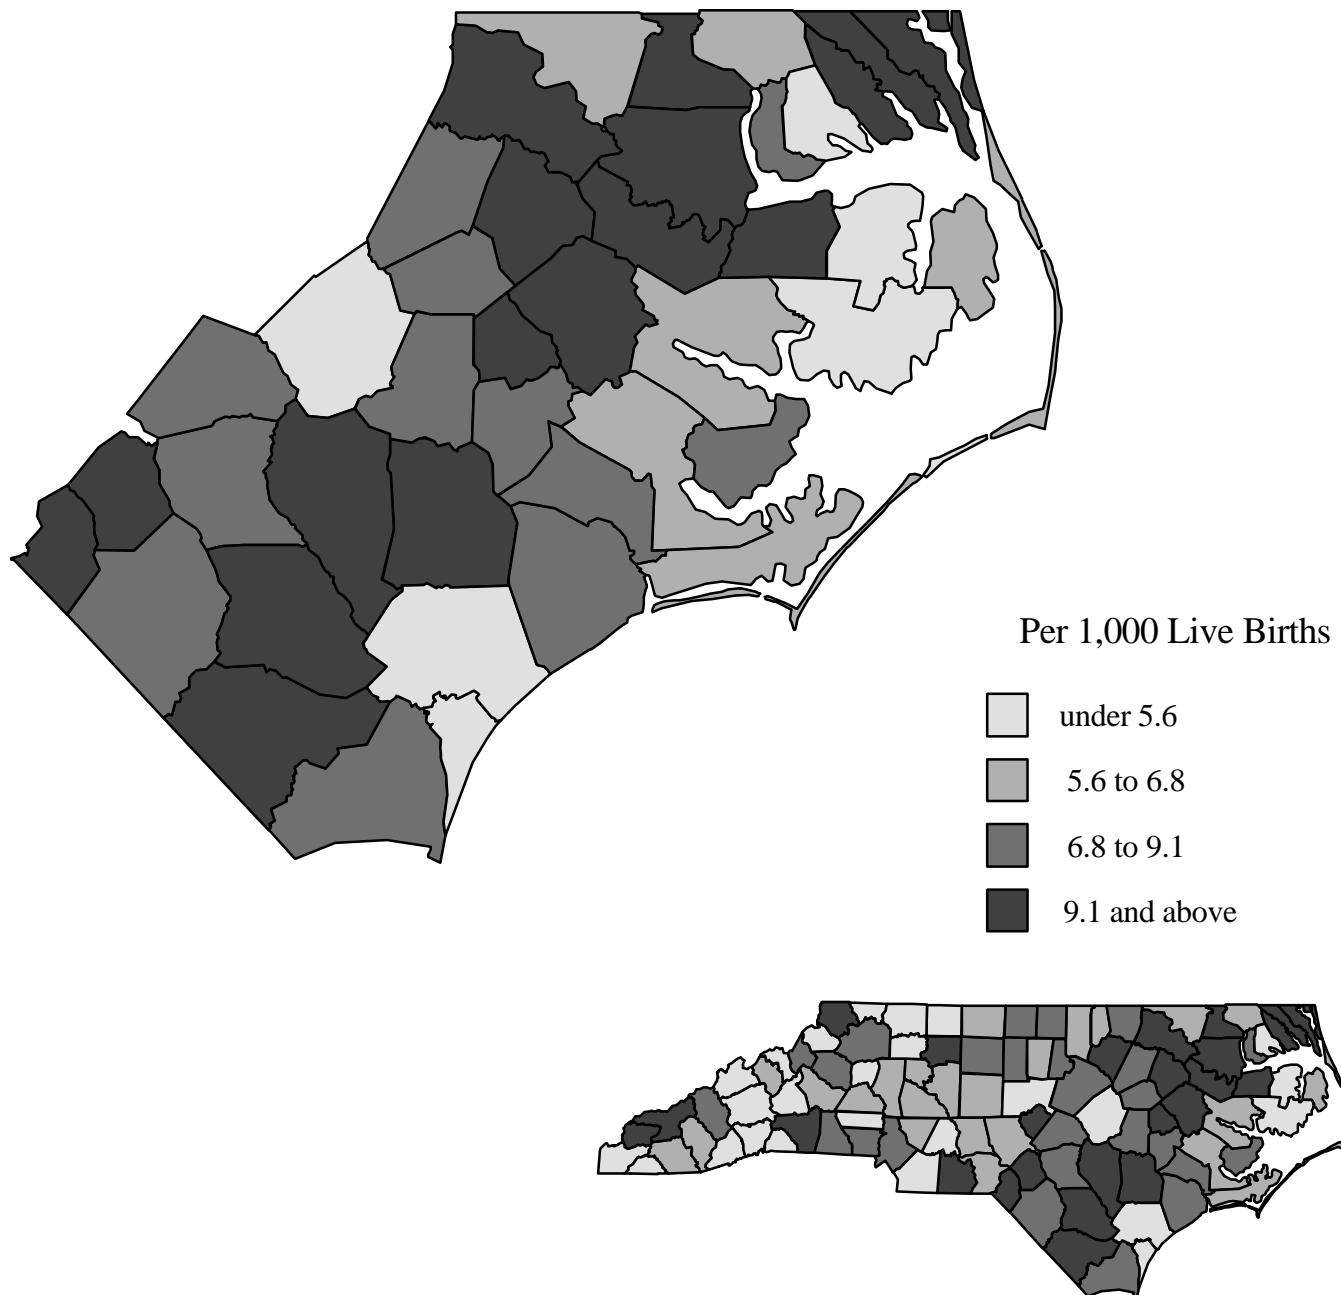 Per 1,000 Live Births
under 5.6
5.6 to 6.8
6.8 to 9.1
9.1 and above